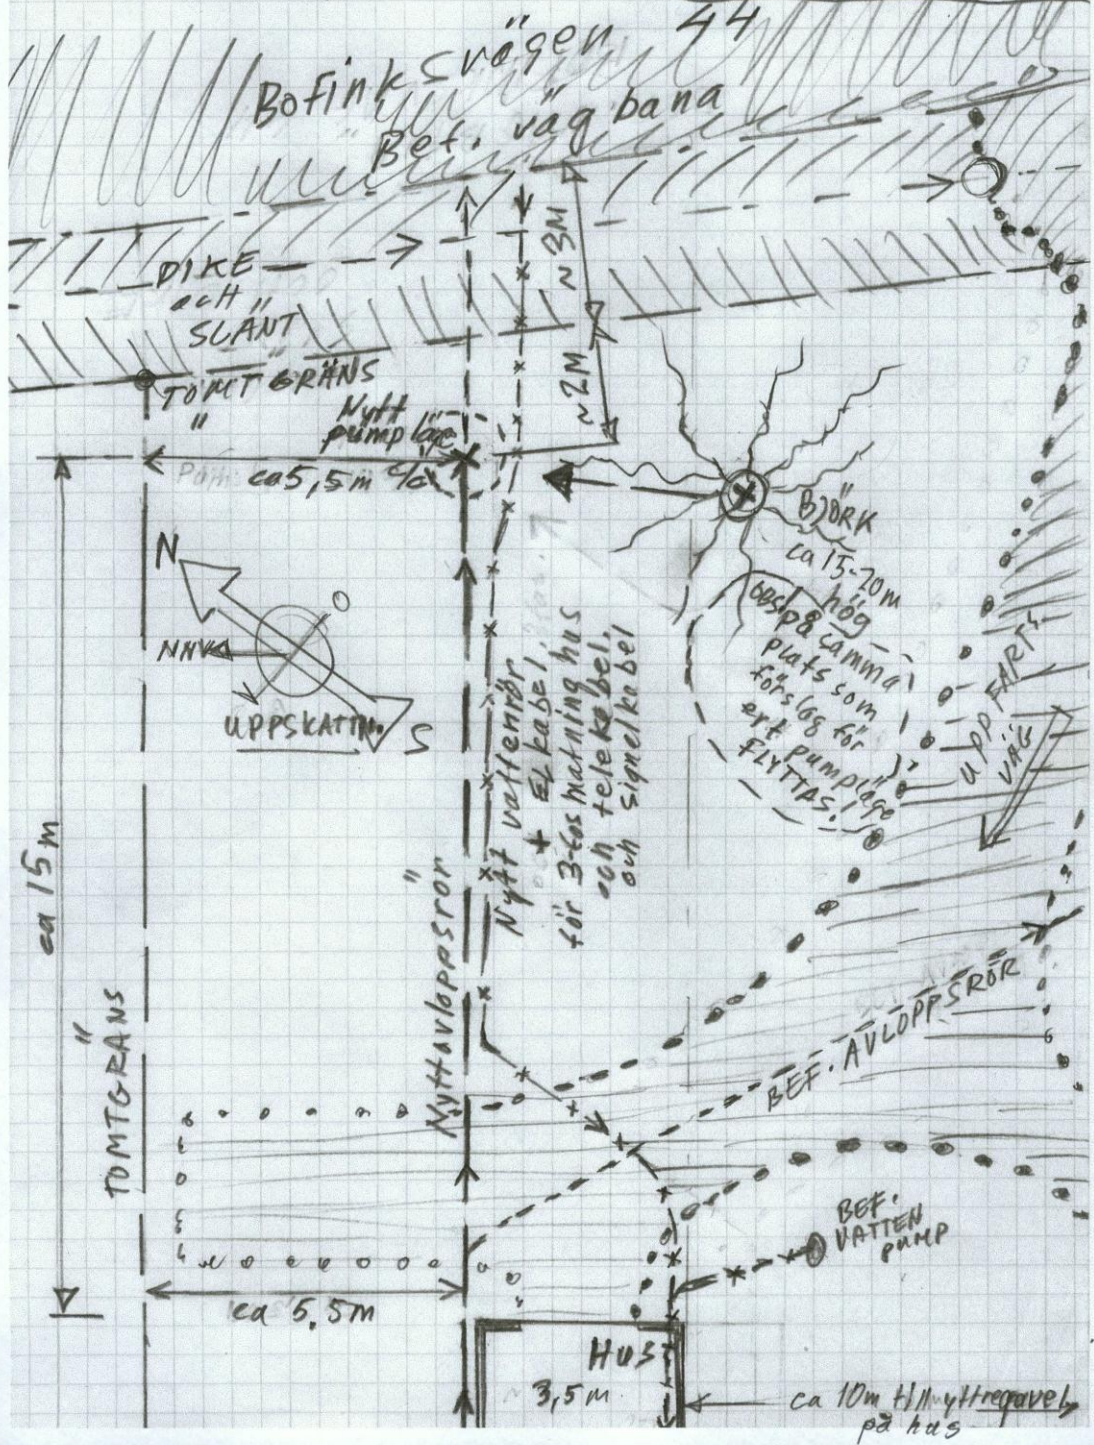 Bofinksvägen 44
Bef. vägbana
~3M
DIKE
och
SLÄNT
TOMTGRÄNS
~2M
Nytt
pumpläge
ca 5,5m c/c
BJÖRK
ca 15-20m
hög
OBS! på samma
plats som
förslag för
ert pumpläge
FLYTTAS!
N
O
NNV
S
UPPSKATTN.
UPPFARTS
VÄG
Nytt vattenrör
+ ELkabel
för 3-fas matning hus
och telekabel.
och signelkabel
ca 15m
Nytt avloppsrör
TOMTGRÄNS
BEF. AVLOPPSRÖR
BEF.
VATTEN
PUMP
ca 5,5m
HUS
3,5m
ca 10m till yttregavel
på hus